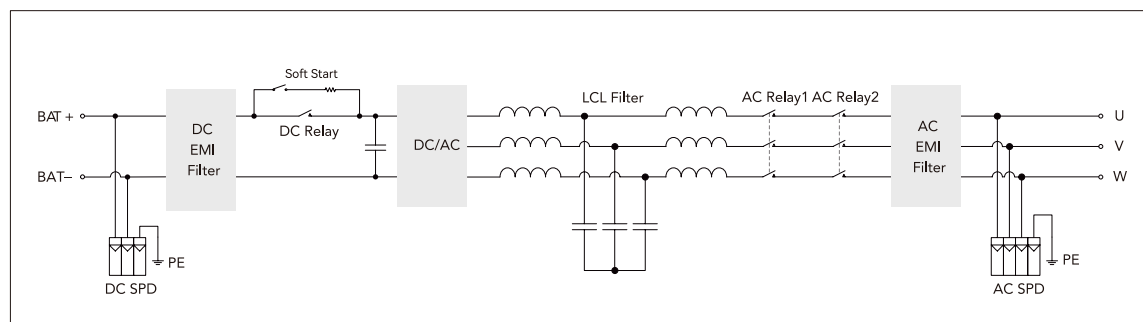 Soft Start
LCL Filter
AC Relay1
AC Relay2
BAT +
DC Relay
U
DC
EMI
Filter
DC/AC
AC
EMI
Filter
V
BAT–
W
PE
DC SPD
PE
AC SPD